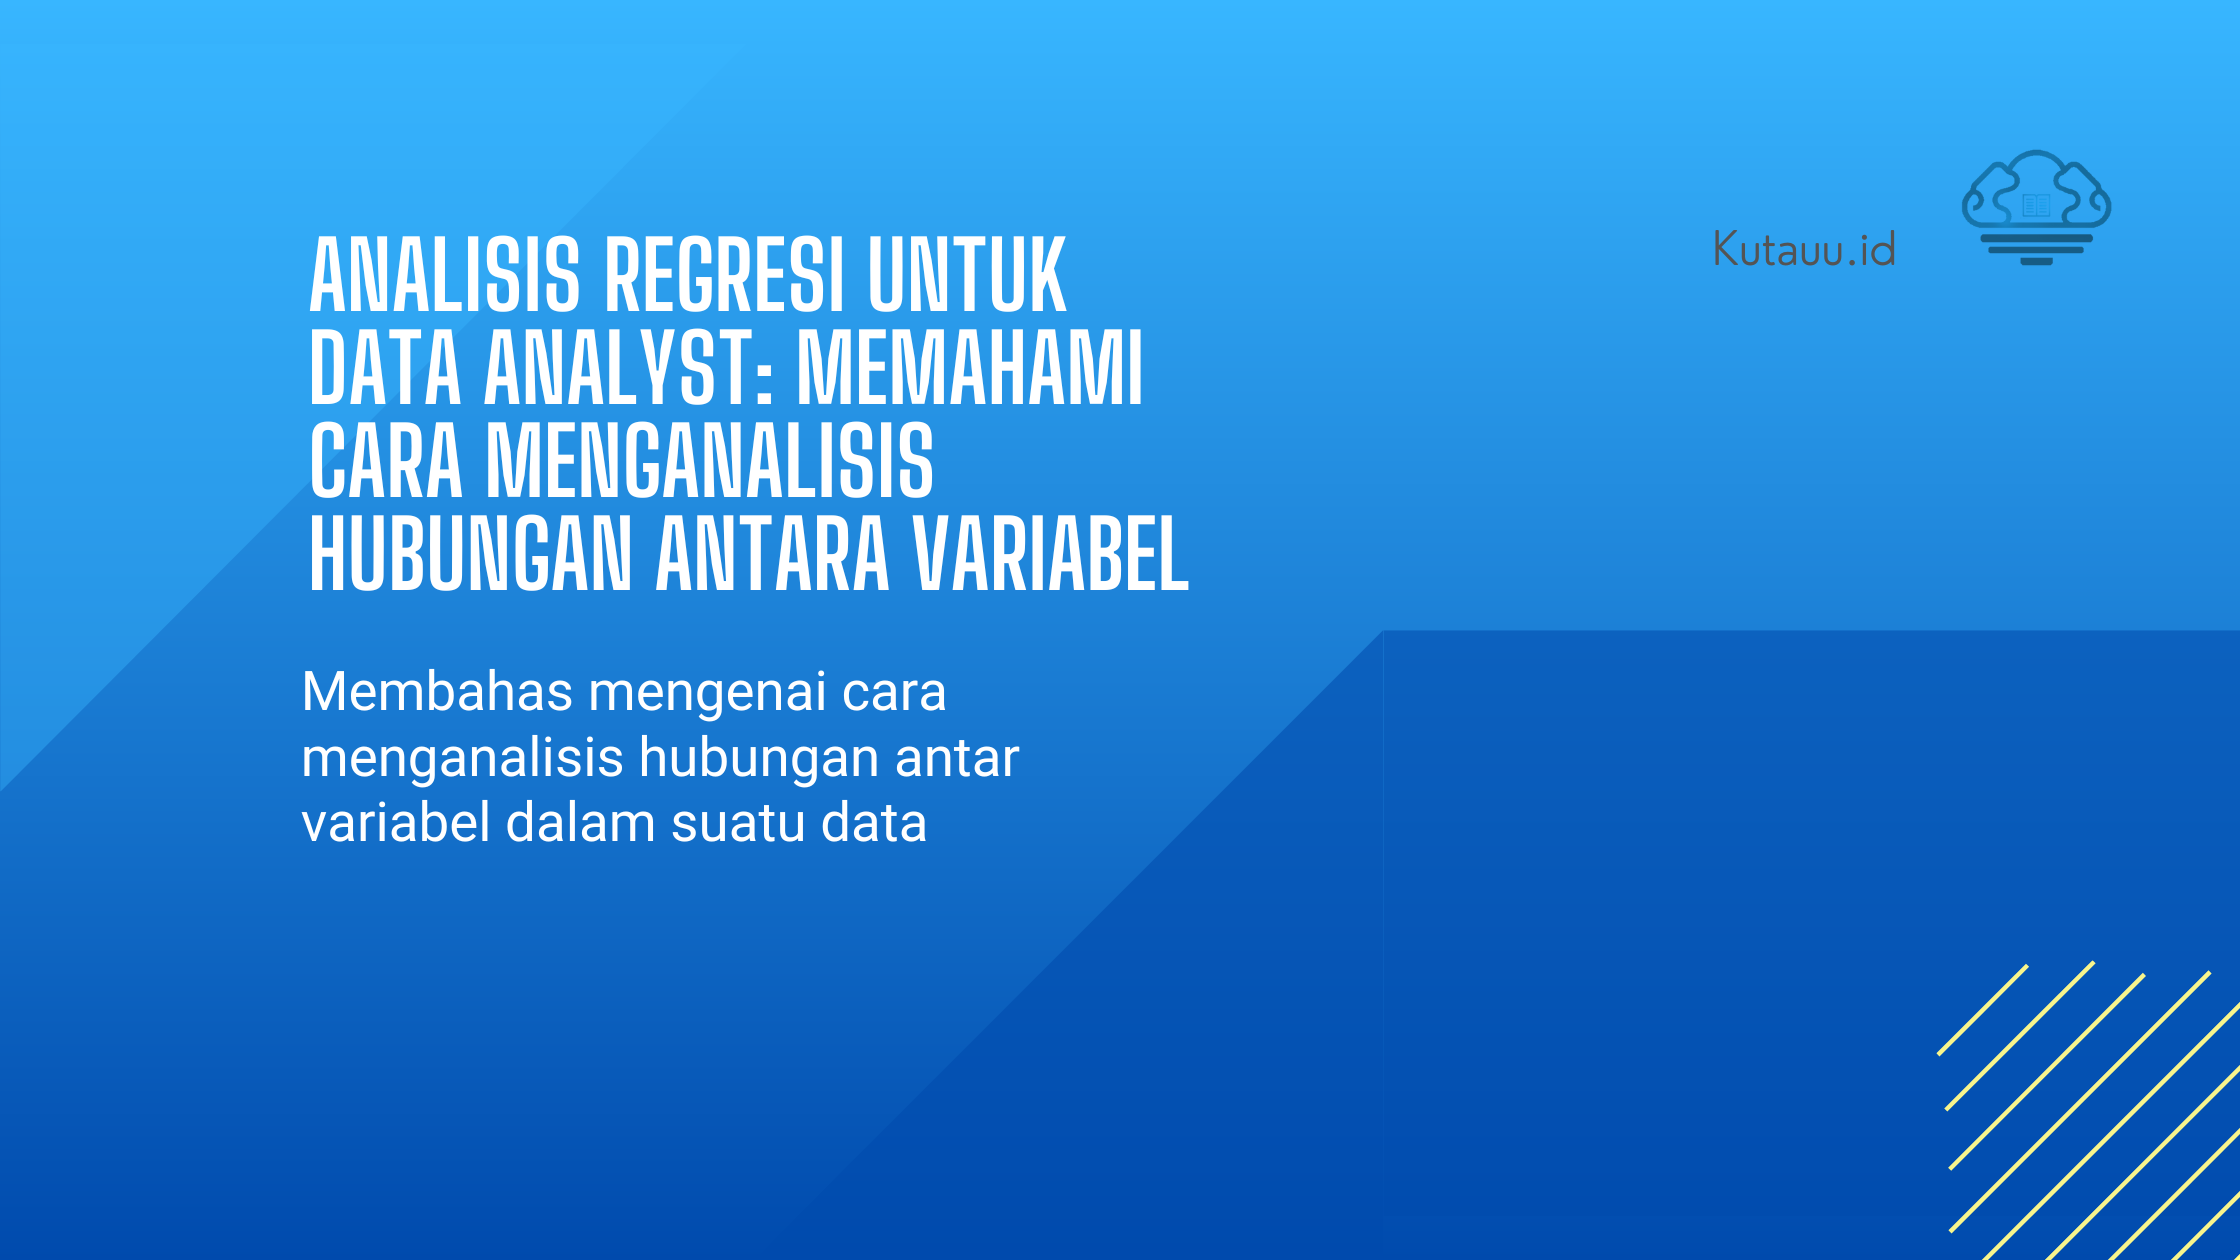 ANALISIS REGRESI UNTUK
DATA ANALYST: MEMAHAMI
CARA MENGANALISIS
HUBUNGAN ANTARA VARIABEL
Kutauu.id
Membahas mengenai cara
menganalisis hubungan antar
variabel dalam suatu data